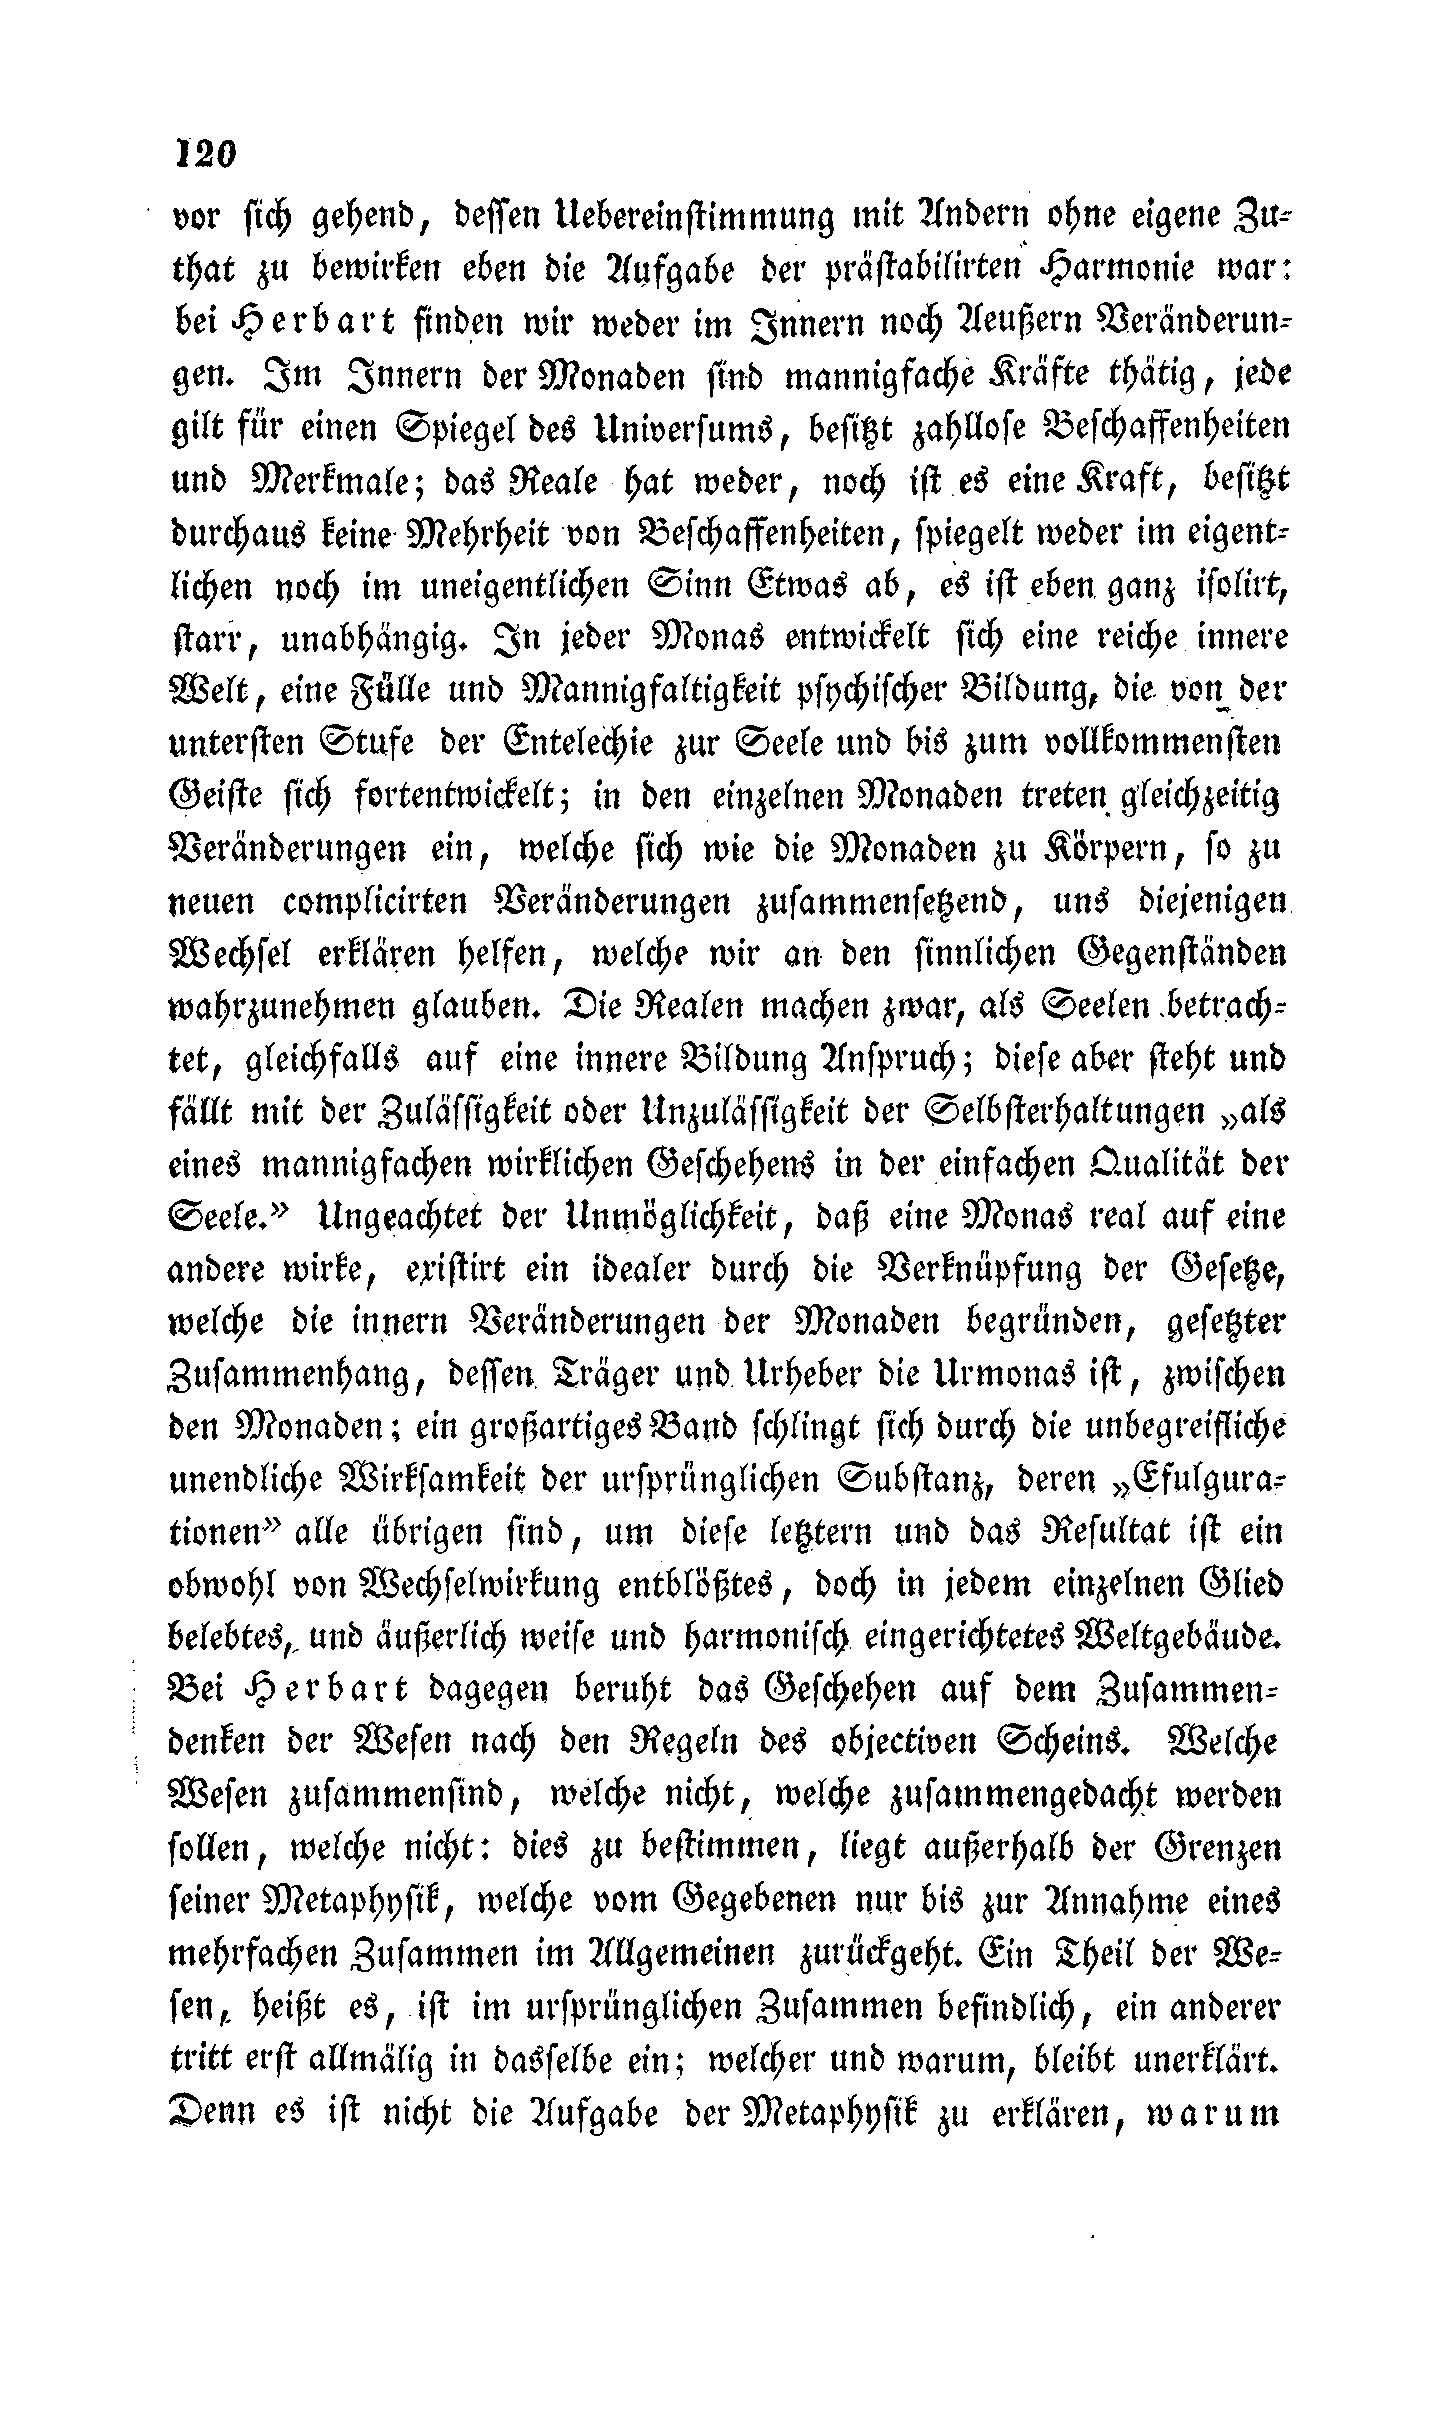 120
vor sich gehend, dessen Uebereinstimmung mit Andern ohne eigene Zu-
that zu bewirken eben die Aufgabe der prästabilirten Harmonie war:
bei Herbart finden wir weder im Innern noch Aeußern Veränderun-
gen. Im Innern der Monaden sind mannigfache Kräfte thätig, jede
gilt für einen Spiegel des Universums, besitzt zahllose Beschaffenheiten
und Merkmale; das Reale hat weder, noch ist es eine Kraft, besitzt
durchaus keine Mehrheit von Beschaffenheiten, spiegelt weder im eigent-
lichen noch im uneigentlichen Sinn Etwas ab, es ist eben ganz isolirt,
starr, unabhängig. In jeder Monas entwickelt sich eine reiche innere
Welt, eine Fülle und Mannigfaltigkeit psychischer Bildung, die von der
untersten Stufe der Entelechie zur Seele und bis zum vollkommensten
Geiste sich fortentwickelt; in den einzelnen Monaden treten gleichzeitig
Veränderungen ein, welche sich wie die Monaden zu Körpern, so zu
neuen complicirten Veränderungen zusammensetzend, uns diejenigen
Wechsel erklären helfen, welche wir an den sinnlichen Gegenständen
wahrzunehmen glauben. Die Realen machen zwar, als Seelen betrach-
tet, gleichfalls auf eine innere Bildung Anspruch; diese aber steht und
fällt mit der Zulässigkeit oder Unzulässigkeit der Selbsterhaltungen „als
eines mannigfachen wirklichen Geschehens in der einfachen Qualität der
Seele.” Ungeachtet der Unmöglichkeit, daß eine Monas real auf eine
andere wirke, existirt ein idealer durch die Verknüpfung der Gesetze,
welche die innern Veränderungen der Monaden begründen, gesetzter
Zusammenhang, dessen Träger und Urheber die Urmonas ist, zwischen
den Monaden; ein großartiges Band schlingt sich durch die unbegreifliche
unendliche Wirksamkeit der ursprünglichen Substanz, deren „Efulgura-
tionen” alle übrigen sind, um diese letztern und das Resultat ist ein
obwohl von Wechselwirkung entblößtes, doch in jedem einzelnen Glied
belebtes, und äußerlich weise und harmonisch eingerichtetes Weltgebäude.
Bei Herbart dagegen beruht das Geschehen auf dem Zusammen-
denken der Wesen nach den Regeln des objectiven Scheins. Welche
Wesen zusammensind, welche nicht, welche zusammengedacht werden
sollen, welche nicht: dies zu bestimmen, liegt außerhalb der Grenzen
seiner Metaphysik, welche vom Gegebenen nur bis zur Annahme eines
mehrfachen Zusammen im Allgemeinen zurückgeht. Ein Theil der We-
sen, heißt es, ist im ursprünglichen Zusammen befindlich, ein anderer
tritt erst allmälig in dasselbe ein; welcher und warum, bleibt unerklärt.
Denn es ist nicht die Aufgabe der Metaphysik zu erklären, warum